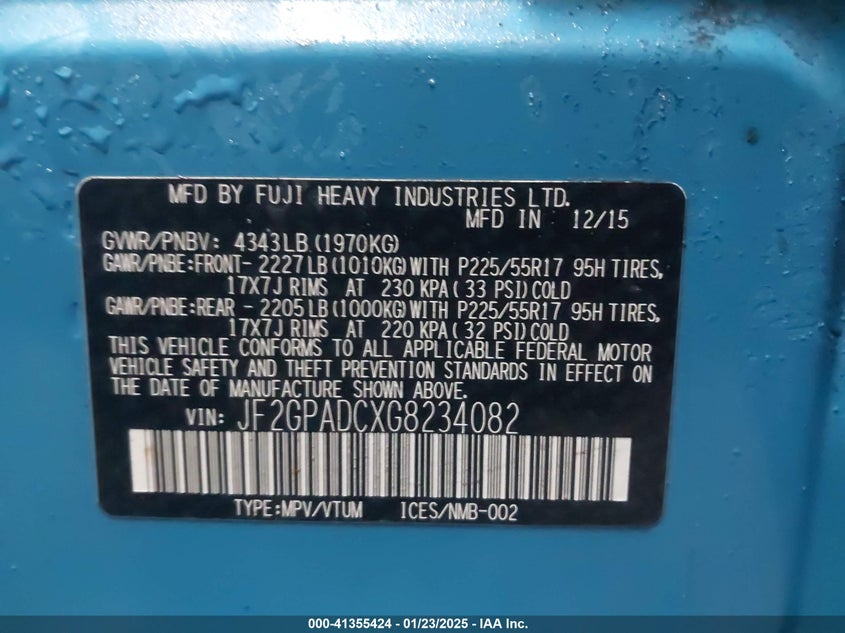 MFD BY FUJI HEAVY INDUSTRIES LTD.
MFD IN 12/15
GVWR/PNBV: 4343LB (1970KG)
GAWR/PNBE:FRONT- 2227LB (1010KG) WITH P225/55R17 95H TIRES,
17X7J RIMS AT 230 KPA ( 33 PSI) COLD
GAWR/PNBE:REAR - 2205LB (1000KG) WITH P225/55R17 95H TIRES,
17X7J RIMS AT 220 KPA ( 32 PSI) COLD
THIS VEHICLE CONFORMS TO ALL APPLICABLE FEDERAL MOTOR
VEHICLE SAFETY AND THEFT PREVENTION STANDARDS IN EFFECT ON
THE DATE OF MANUFACTURE SHOWN ABOVE.
VIN: JF2GPADCXG8234082
TYPE:MPV/VTUM ICES/NMB-002
000-41355424 - 01/23/2025 - IAA Inc.